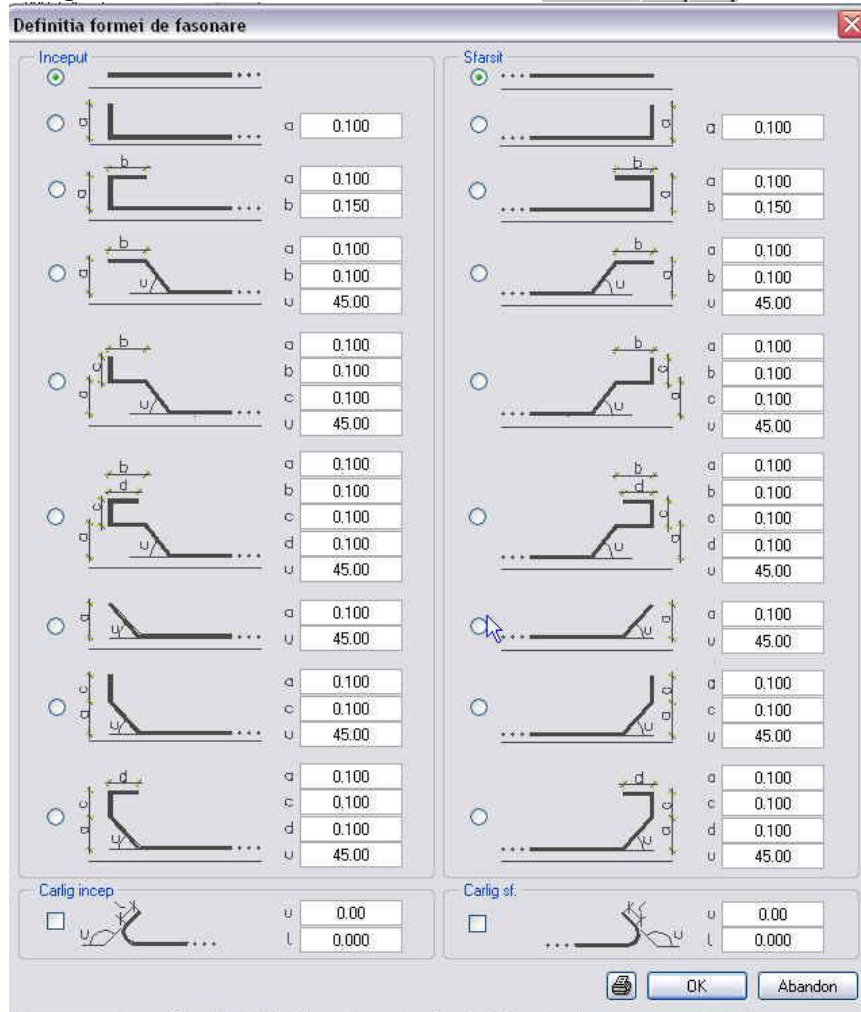 Definitia formei de fasonare
Inceput
a
a 0.100
b
a
a 0.100
b 0.150
b
a
u
a 0.100
b 0.100
u 45.00
b
c
a
u
a 0.100
b 0.100
c 0.100
u 45.00
b
d
c
a
u
a 0.100
b 0.100
c 0.100
d 0.100
u 45.00
a
u
a 0.100
u 45.00
c
a
u
a 0.100
c 0.100
u 45.00
d
c
a
u
a 0.100
c 0.100
d 0.100
u 45.00
Sfarsit
a
a 0.100
b
a
a 0.100
b 0.150
b
a
u
a 0.100
b 0.100
u 45.00
b
c
a
u
a 0.100
b 0.100
c 0.100
u 45.00
b
d
c
a
u
a 0.100
b 0.100
c 0.100
d 0.100
u 45.00
a
u
a 0.100
u 45.00
c
a
u
a 0.100
c 0.100
u 45.00
d
c
a
u
a 0.100
c 0.100
d 0.100
u 45.00
Carlig incep
u
u 0.00
l 0.000
Carlig sf.
u
u 0.00
l 0.000
OK
Abandon